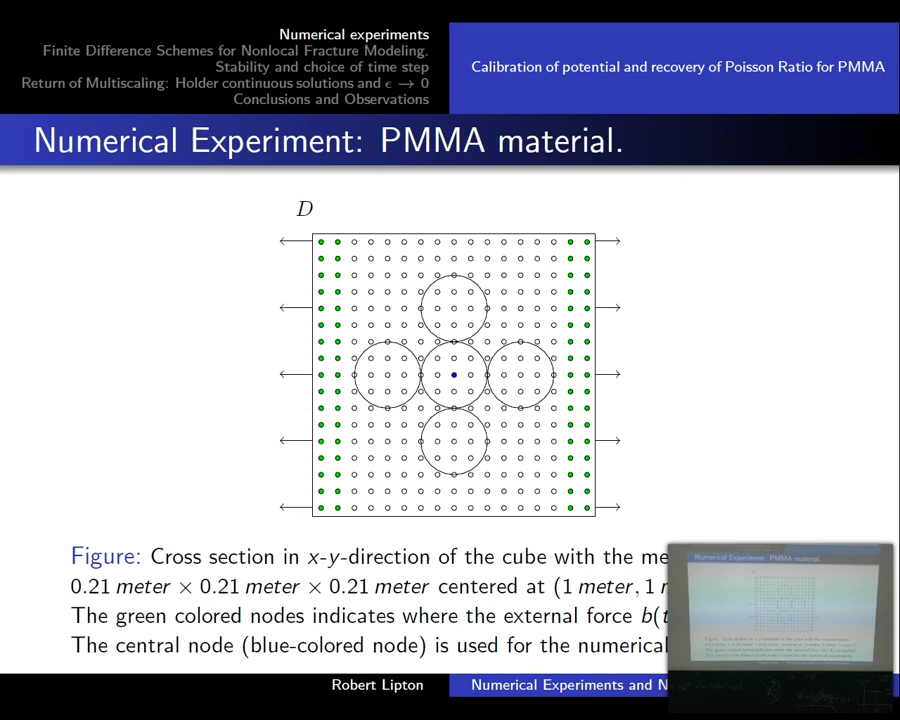 Numerical experiments
Finite Difference Schemes for Nonlocal Fracture Modeling.
Stability and choice of time step
Return of Multiscaling: Holder continuous solutions and ϵ → 0
Conclusions and Observations
Calibration of potential and recovery of Poisson Ratio for PMMA
Numerical Experiment: PMMA material.
D
Figure: Cross section in x-y-direction of the cube with the me
0.21 meter × 0.21 meter × 0.21 meter centered at (1 meter, 1
The green colored nodes indicates where the external force b(t
The central node (blue-colored node) is used for the numerical
Numerical Experiment: PMMA material
Robert Lipton
Numerical Experiments and N